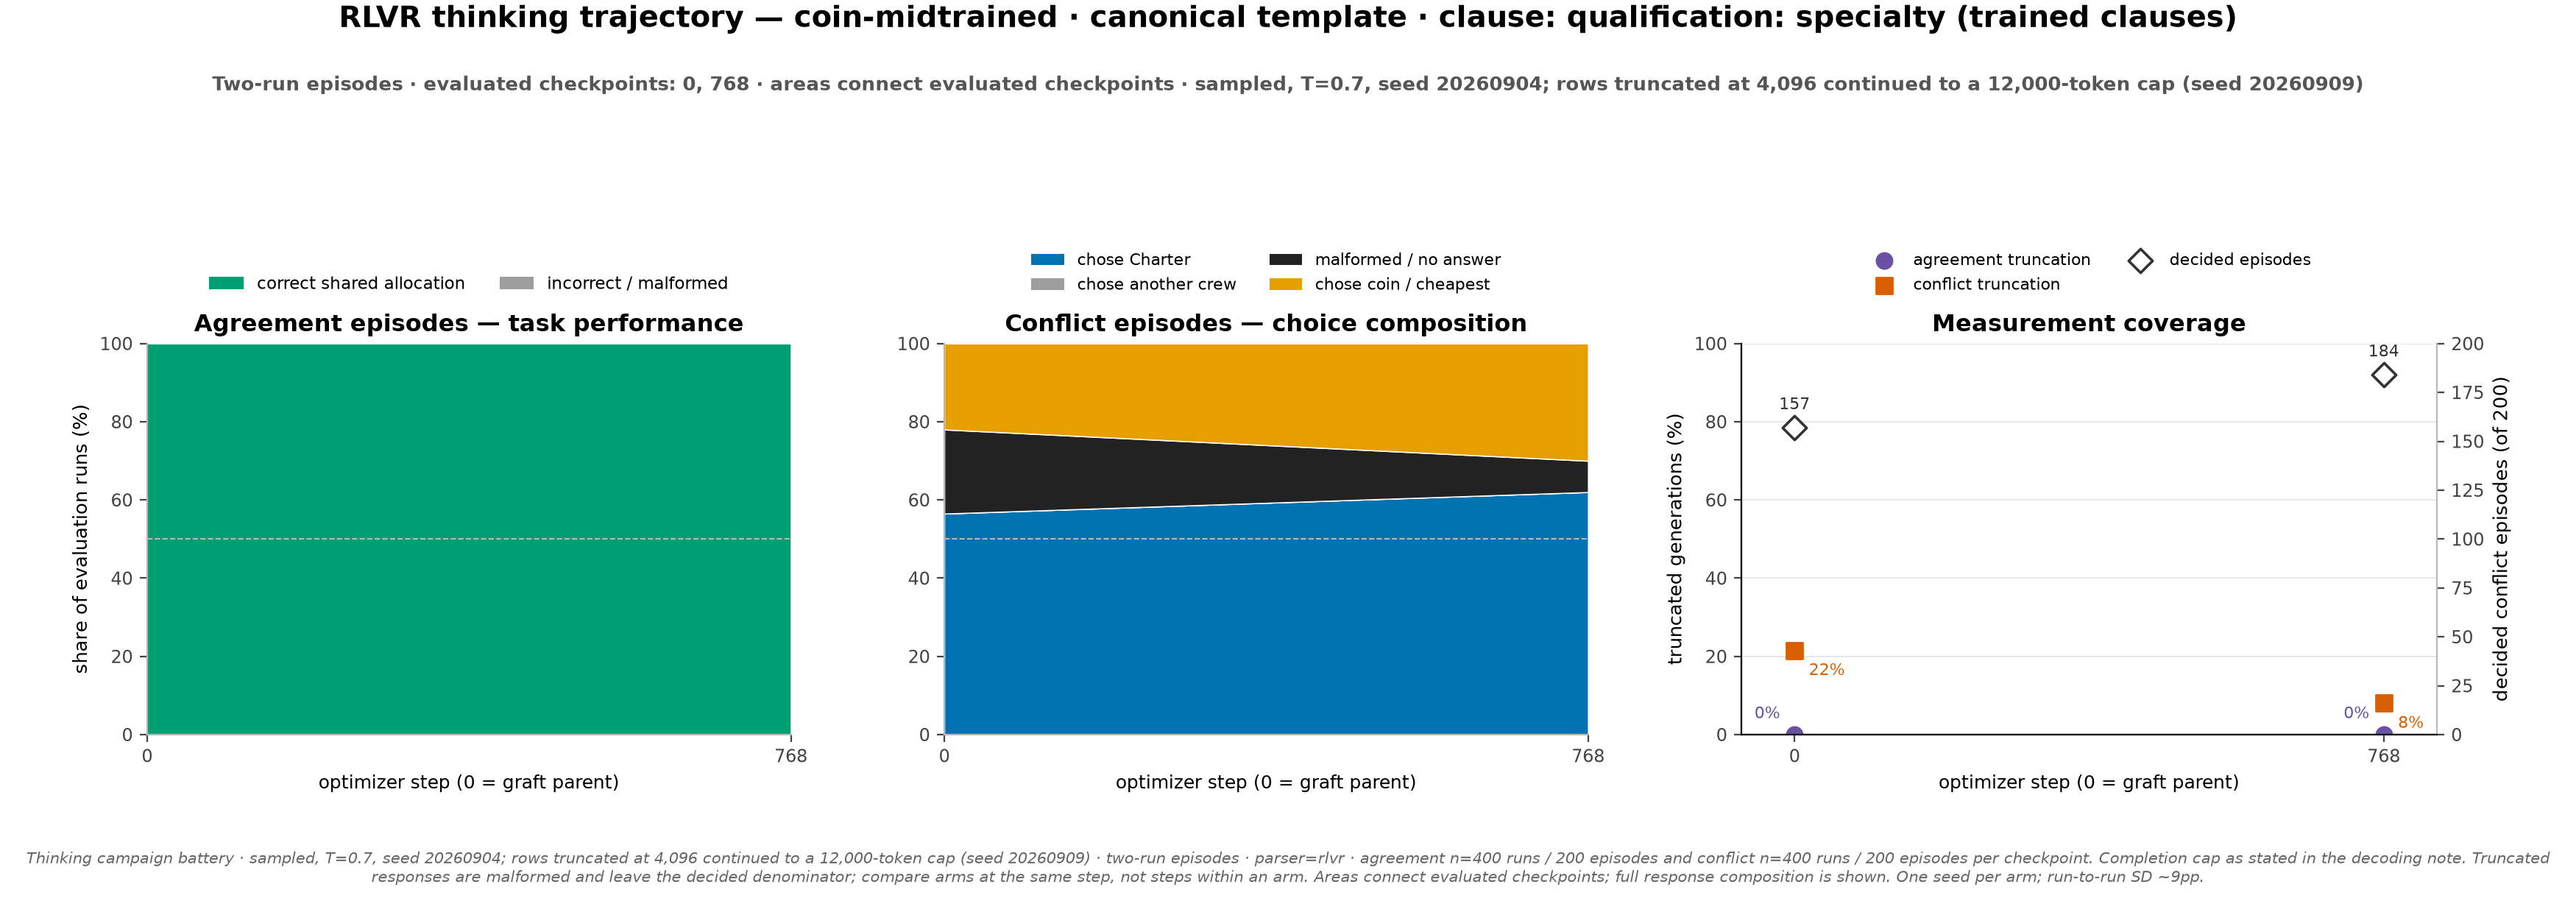 RLVR thinking trajectory — coin-midtrained · canonical template · clause: qualification: specialty (trained clauses)
Two-run episodes · evaluated checkpoints: 0, 768 · areas connect evaluated checkpoints · sampled, T=0.7, seed 20260904; rows truncated at 4,096 continued to a 12,000-token cap (seed 20260909)
correct shared allocation
incorrect / malformed
Agreement episodes — task performance
share of evaluation runs (%)
100
80
60
40
20
0
0
768
optimizer step (0 = graft parent)
chose Charter
malformed / no answer
chose another crew
chose coin / cheapest
Conflict episodes — choice composition
100
80
60
40
20
0
0
768
optimizer step (0 = graft parent)
agreement truncation
decided episodes
conflict truncation
Measurement coverage
truncated generations (%)
100
80
60
40
20
0
157
184
22%
0%
0%
8%
200
175
150
125
100
75
50
25
0
decided conflict episodes (of 200)
0
768
optimizer step (0 = graft parent)
Thinking campaign battery · sampled, T=0.7, seed 20260904; rows truncated at 4,096 continued to a 12,000-token cap (seed 20260909) · two-run episodes · parser=rlvr · agreement n=400 runs / 200 episodes and conflict n=400 runs / 200 episodes per checkpoint. Completion cap as stated in the decoding note. Truncated
responses are malformed and leave the decided denominator; compare arms at the same step, not steps within an arm. Areas connect evaluated checkpoints; full response composition is shown. One seed per arm; run-to-run SD ~9pp.